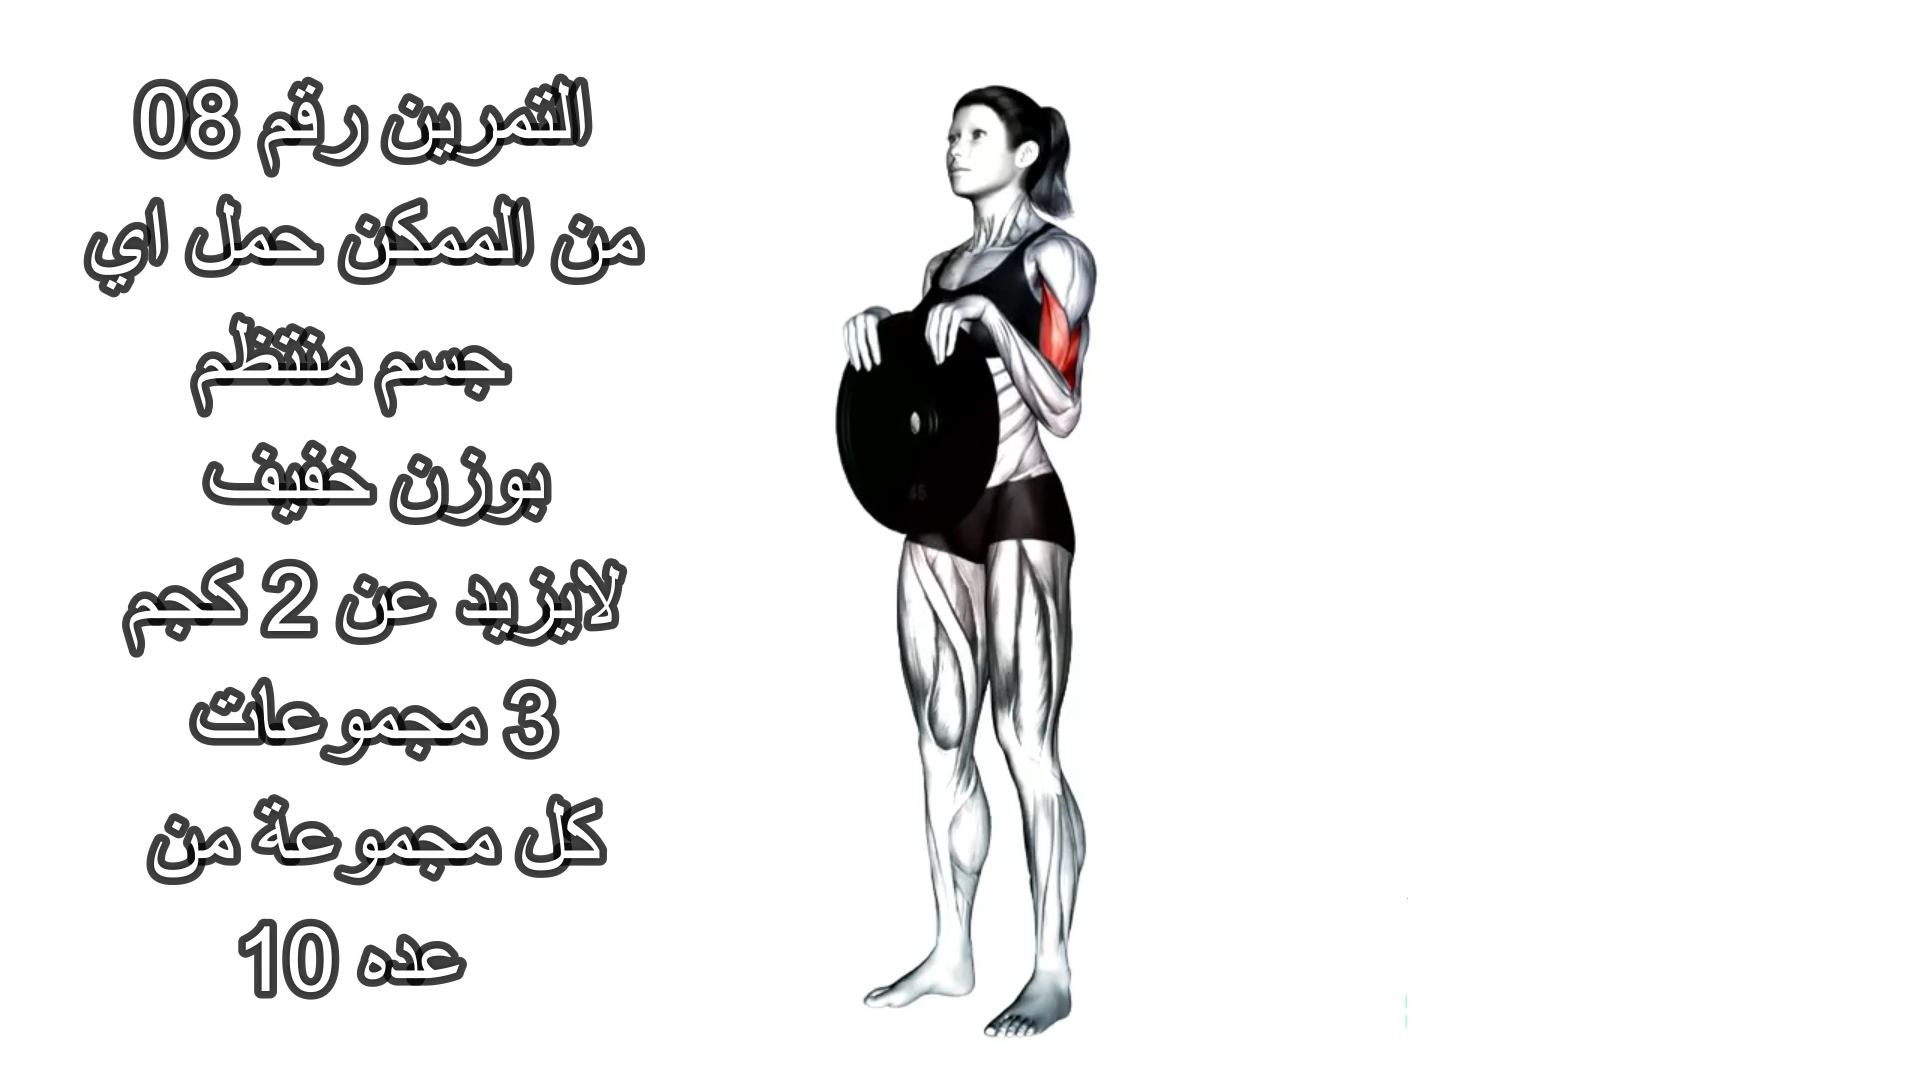 التمرين رقم 08
من الممكن حمل اي
جسم منتظم
بوزن خفيف
لايزيد عن 2 كجم
3 مجموعات
كل مجموعة من
عده 10
45